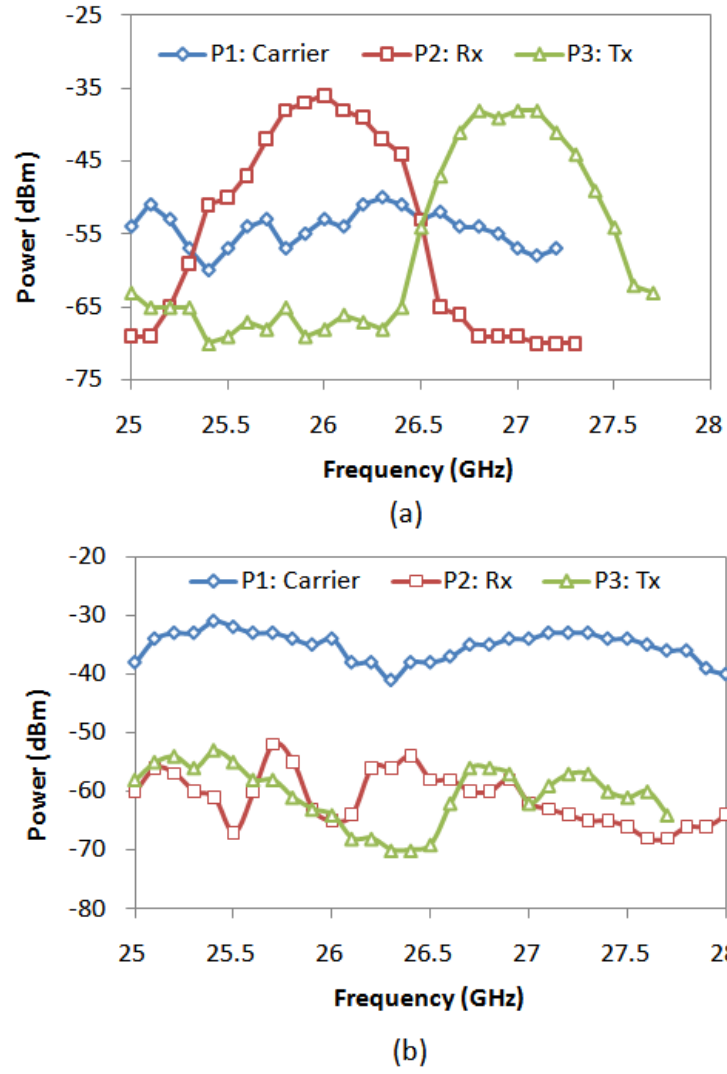 -25
P1: Carrier P2: Rx P3: Tx
-35
-45
-55
-65
-75
Power (dBm)
25 25.5 26 26.5 27 27.5 28
Frequency (GHz)
(a)
-20
P1: Carrier P2: Rx P3: Tx
-30
-40
-50
-60
-70
-80
Power (dBm)
25 25.5 26 26.5 27 27.5 28
Frequency (GHz)
(b)